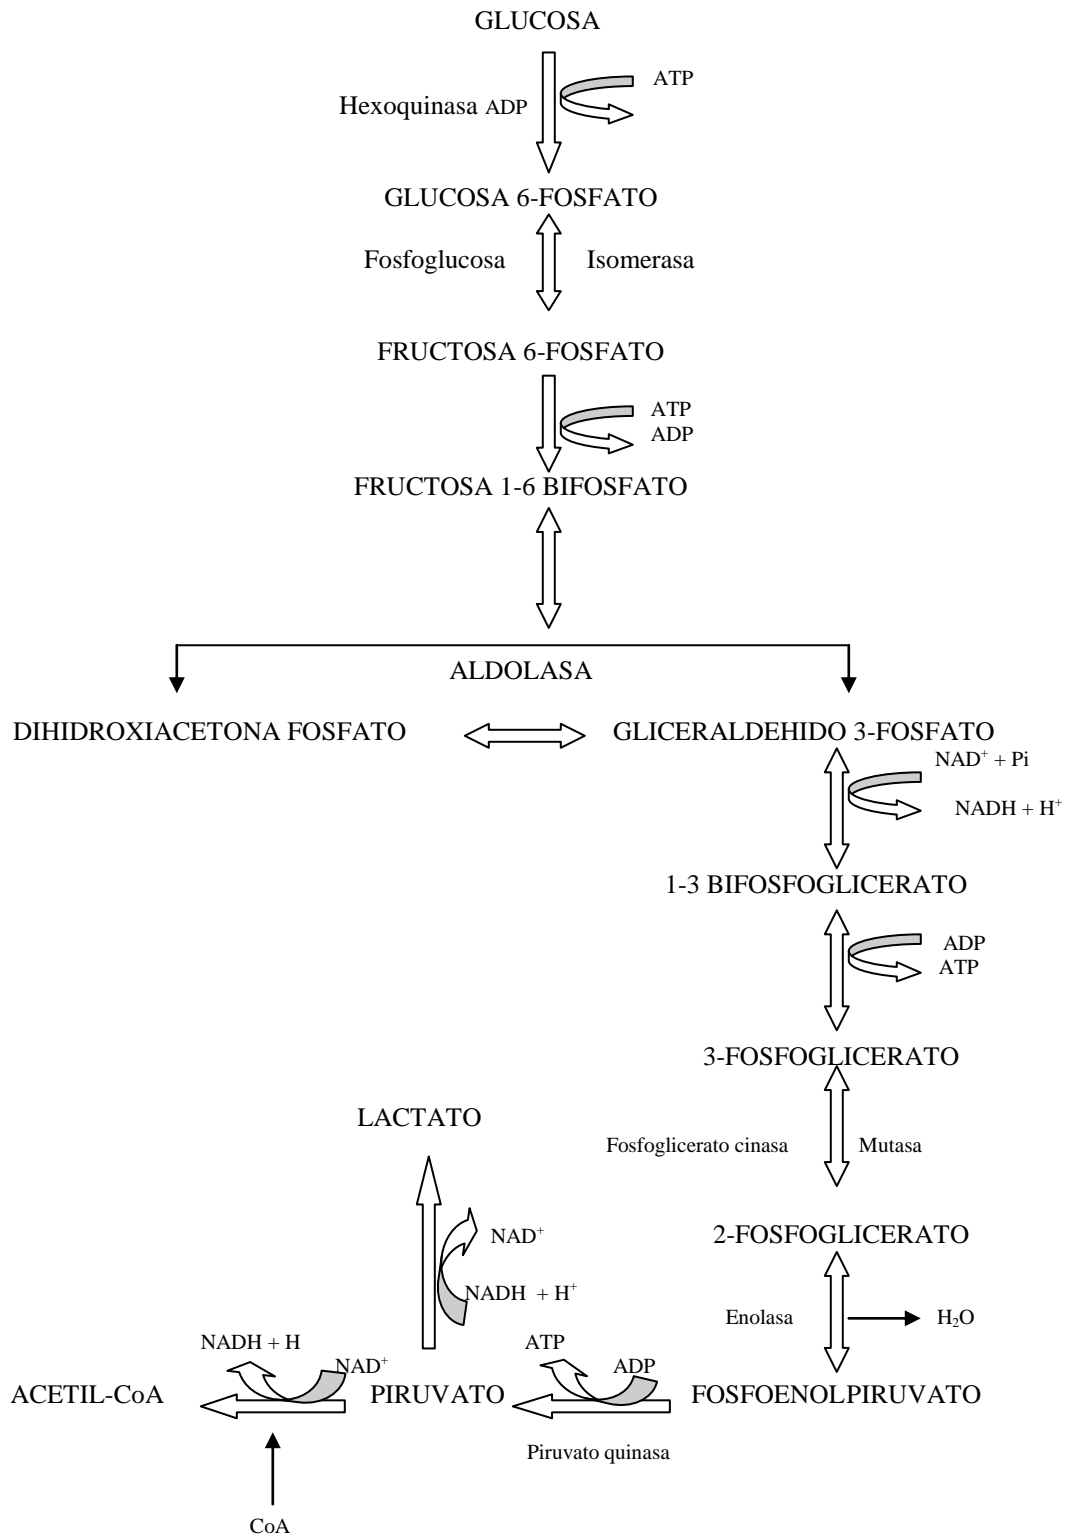 GLUCOSA
ATP
Hexoquinasa ADP
GLUCOSA 6-FOSFATO
Fosfoglucosa Isomerasa
FRUCTOSA 6-FOSFATO
ATP
ADP
FRUCTOSA 1-6 BIFOSFATO
ALDOLASA
DIHIDROXIACETONA FOSFATO GLICERALDEHIDO 3-FOSFATO
NAD⁺ + Pi
NADH + H⁺
1-3 BIFOSFOGLICERATO
ADP
ATP
3-FOSFOGLICERATO
LACTATO
Fosfoglicerato cinasa Mutasa
2-FOSFOGLICERATO
NAD⁺
NADH + H⁺
Enolasa H₂O
NADH + H ATP
NAD⁺ ADP
ACETIL-CoA PIRUVATO FOSFOENOLPIRUVATO
Piruvato quinasa
CoA